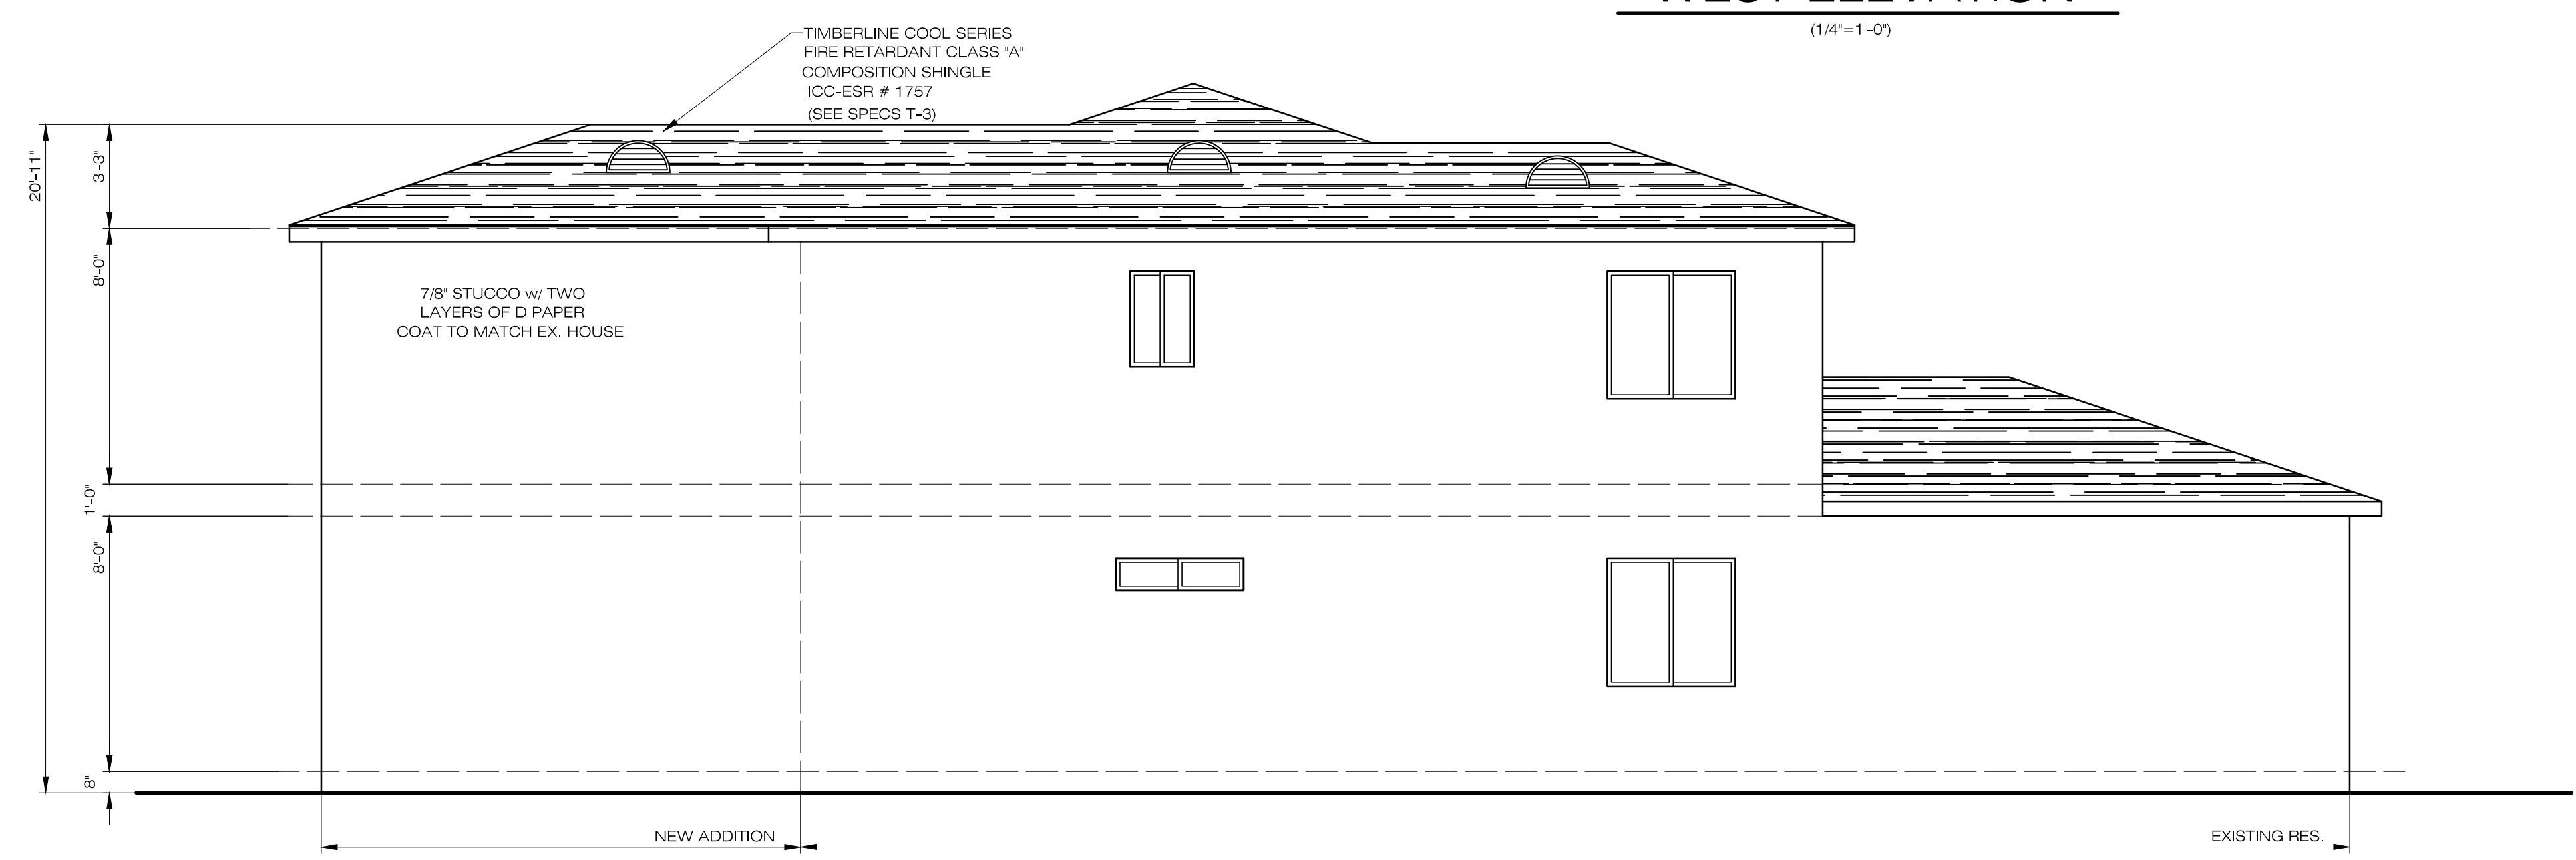 WEST ELEVATION
(1/4"=1'-0")
TIMBERLINE COOL SERIES
FIRE RETARDANT CLASS "A"
COMPOSITION SHINGLE
ICC-ESR # 1757
(SEE SPECS T-3)
20'-11"
3'-3"
8'-0"
1'-0"
8'-0"
8"
7/8" STUCCO w/ TWO
LAYERS OF D PAPER
COAT TO MATCH EX. HOUSE
NEW ADDITION
EXISTING RES.